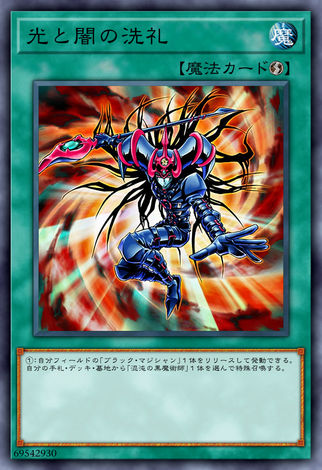 光と闇の洗礼
魔
【魔法カード】
①：自分フィールドの「ブラック・マジシャン」1体をリリースして発動できる。
自分の手札・デッキ・墓地から「混沌の黒魔術師」1体を選んで特殊召喚する。
69542930